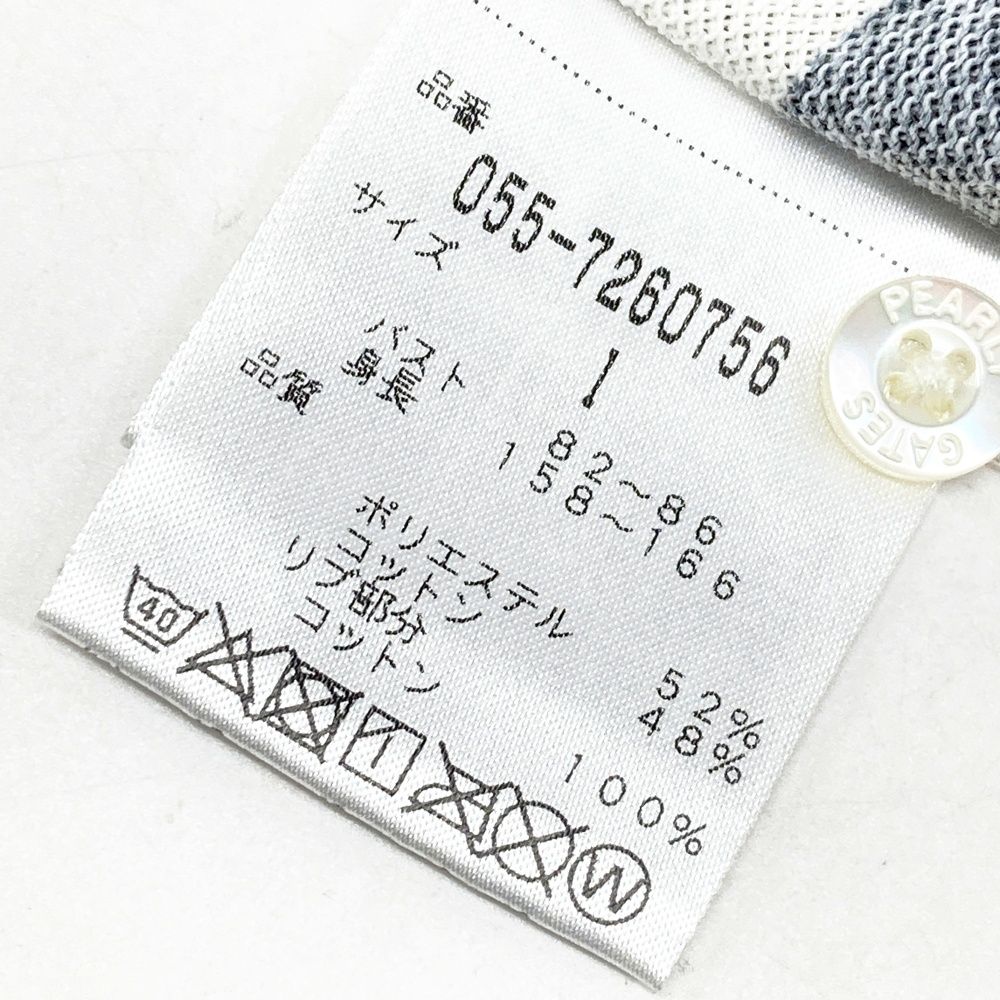 品番
055-7260756
サイズ 1
バスト 82～86
身長 158～166
品質
ポリエステル 52%
コットン 48%
リブ部分
コットン 100%
40
W
PEARLY
GATES